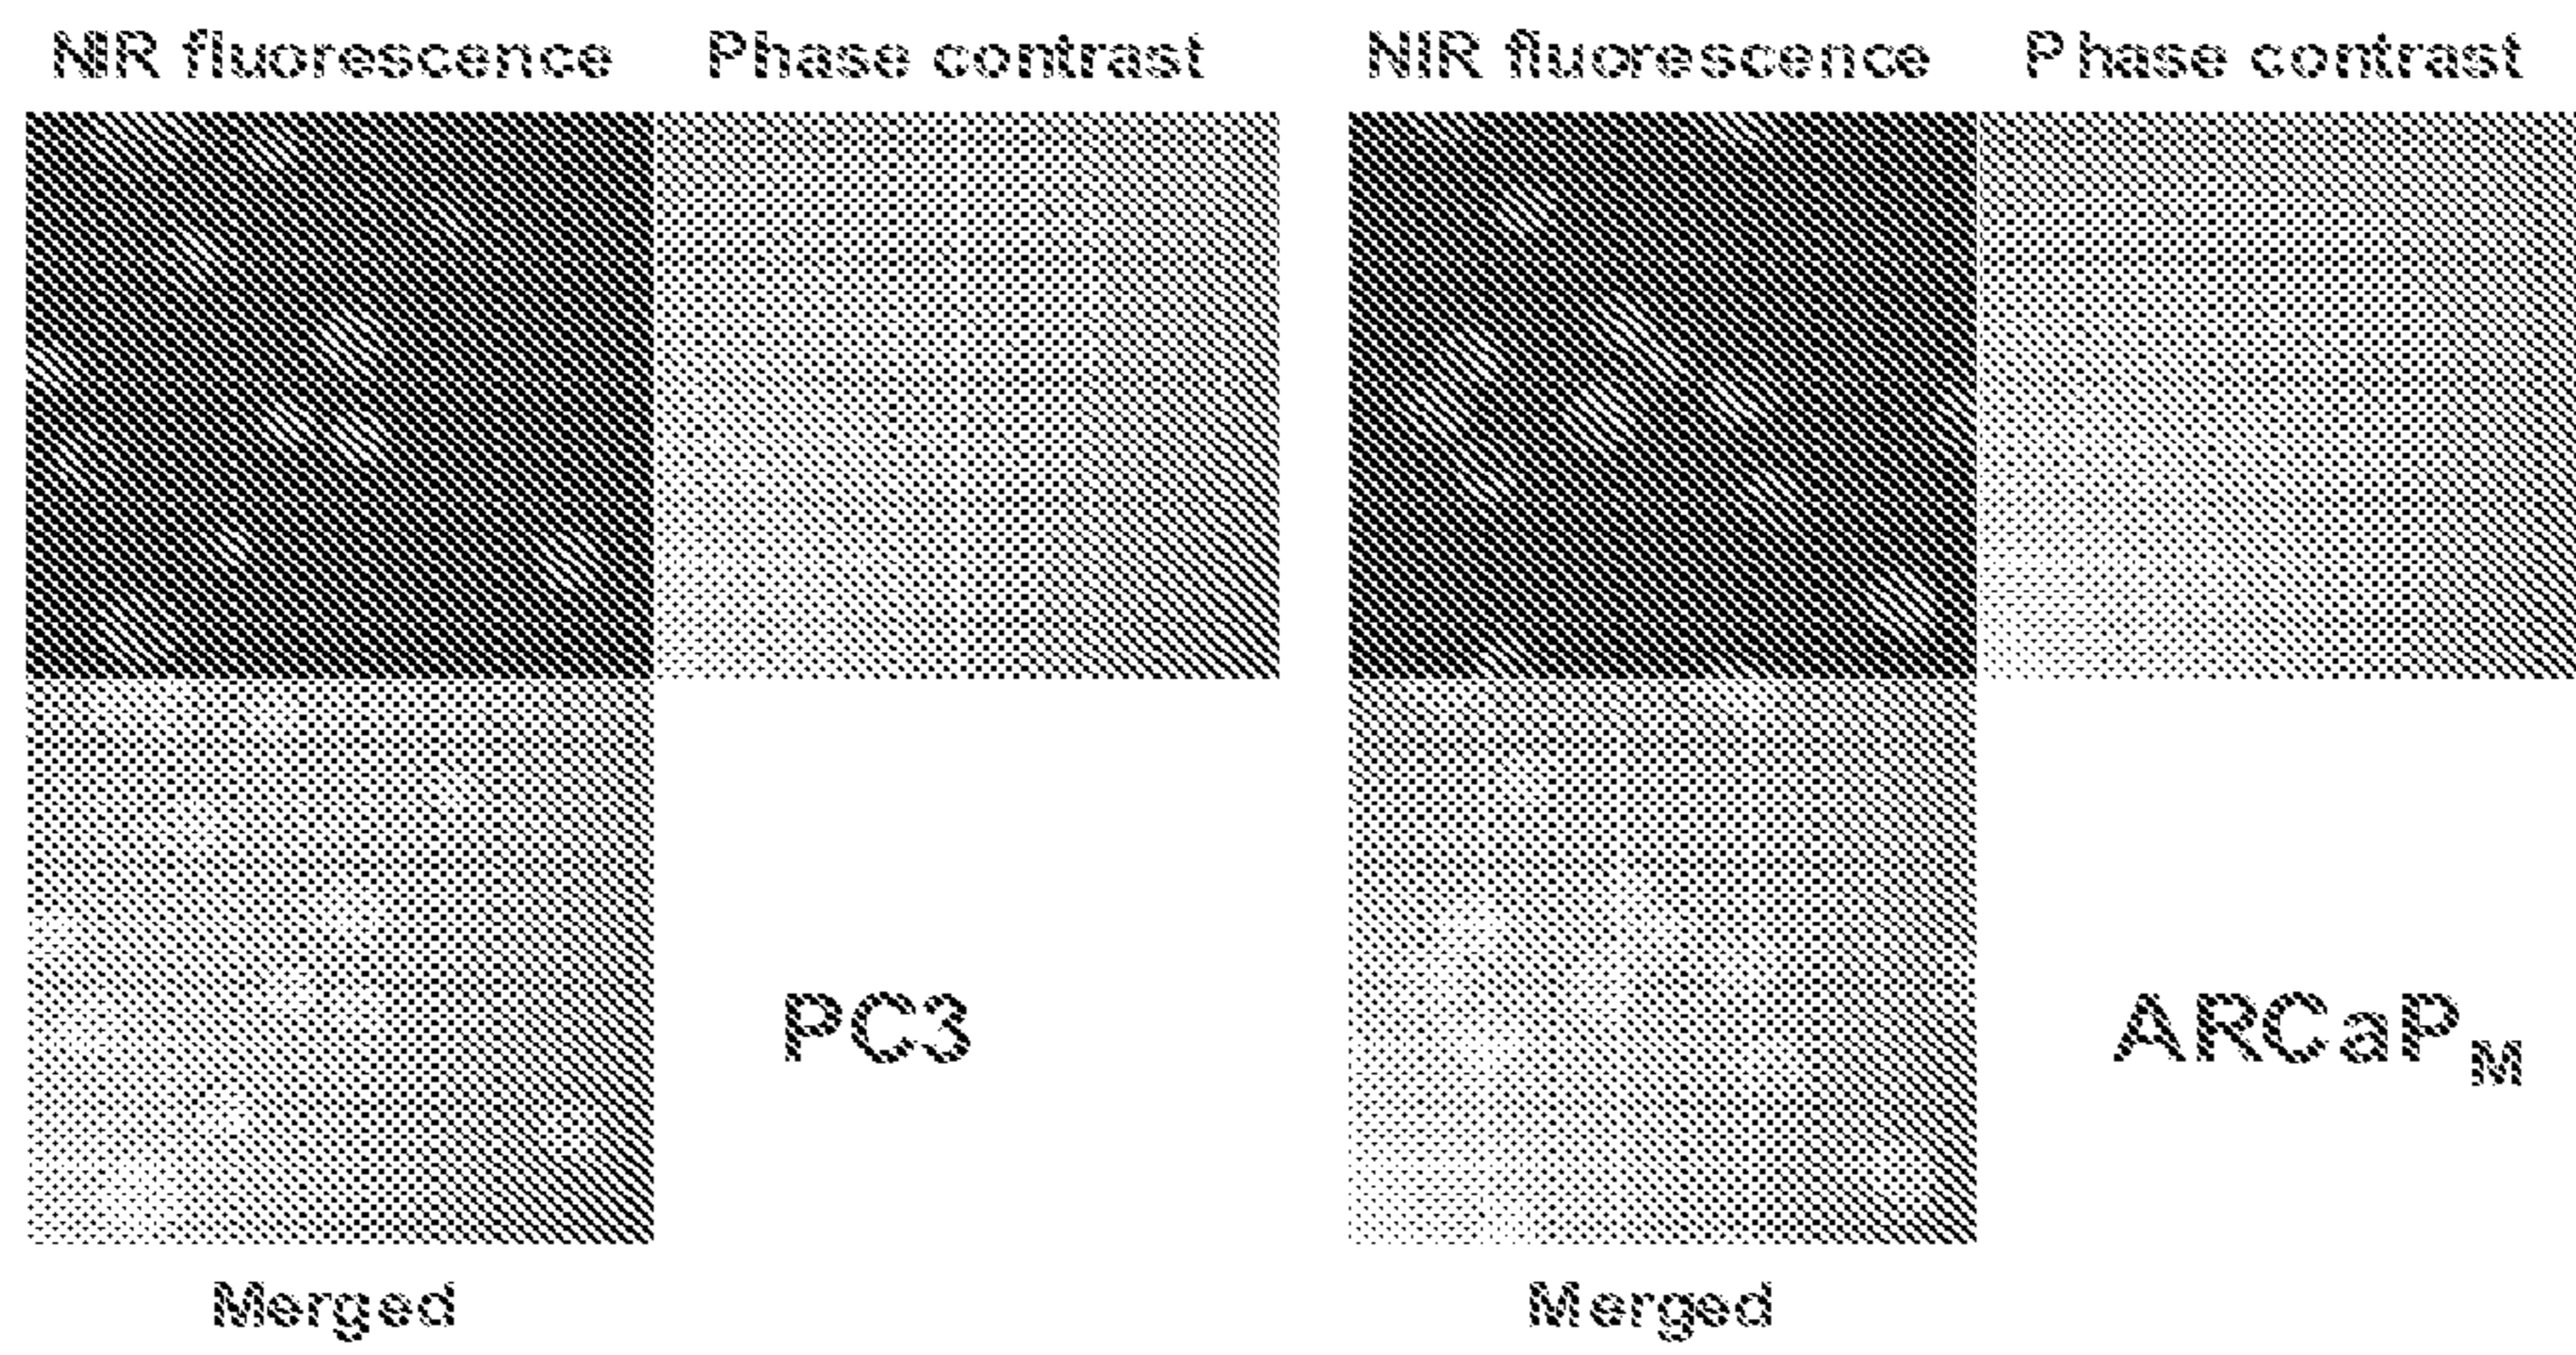 NIR fluorescence Phase contrast NIR fluorescence Phase contrast
PC3 ARCaP_M
Merged Merged